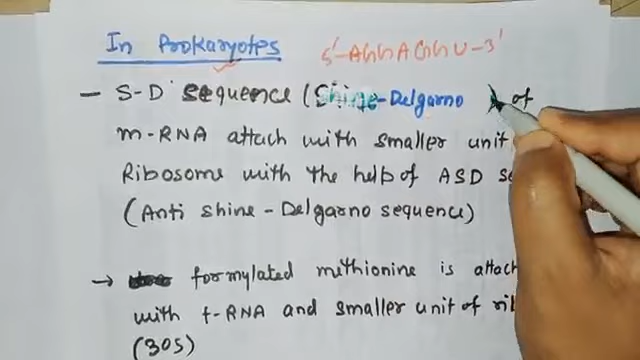 In Prokaryotes 5'-AGGAGGU-3'
- S-D sequence (Shine-Delgarno ) of
m-RNA attach with smaller unit
Ribosome with the help of ASD se
(Anti shine-Delgarno sequence)
→ formylated methionine is attach
with t-RNA and smaller unit of rib
(30S)